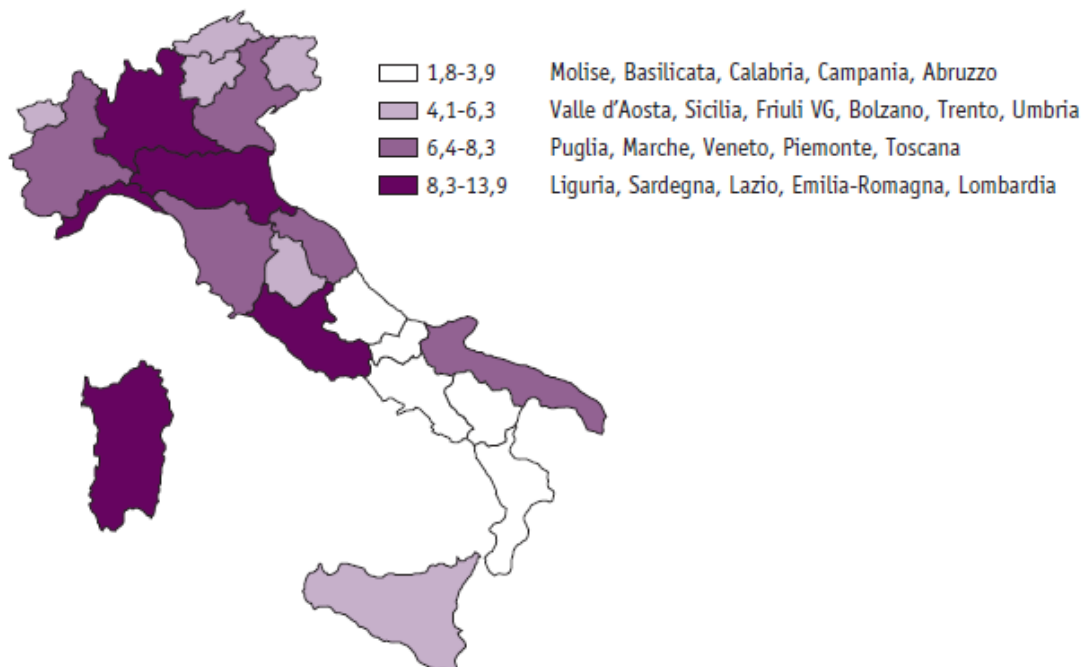 1,8-3,9 Molise, Basilicata, Calabria, Campania, Abruzzo
4,1-6,3 Valle d'Aosta, Sicilia, Friuli VG, Bolzano, Trento, Umbria
6,4-8,3 Puglia, Marche, Veneto, Piemonte, Toscana
8,3-13,9 Liguria, Sardegna, Lazio, Emilia-Romagna, Lombardia